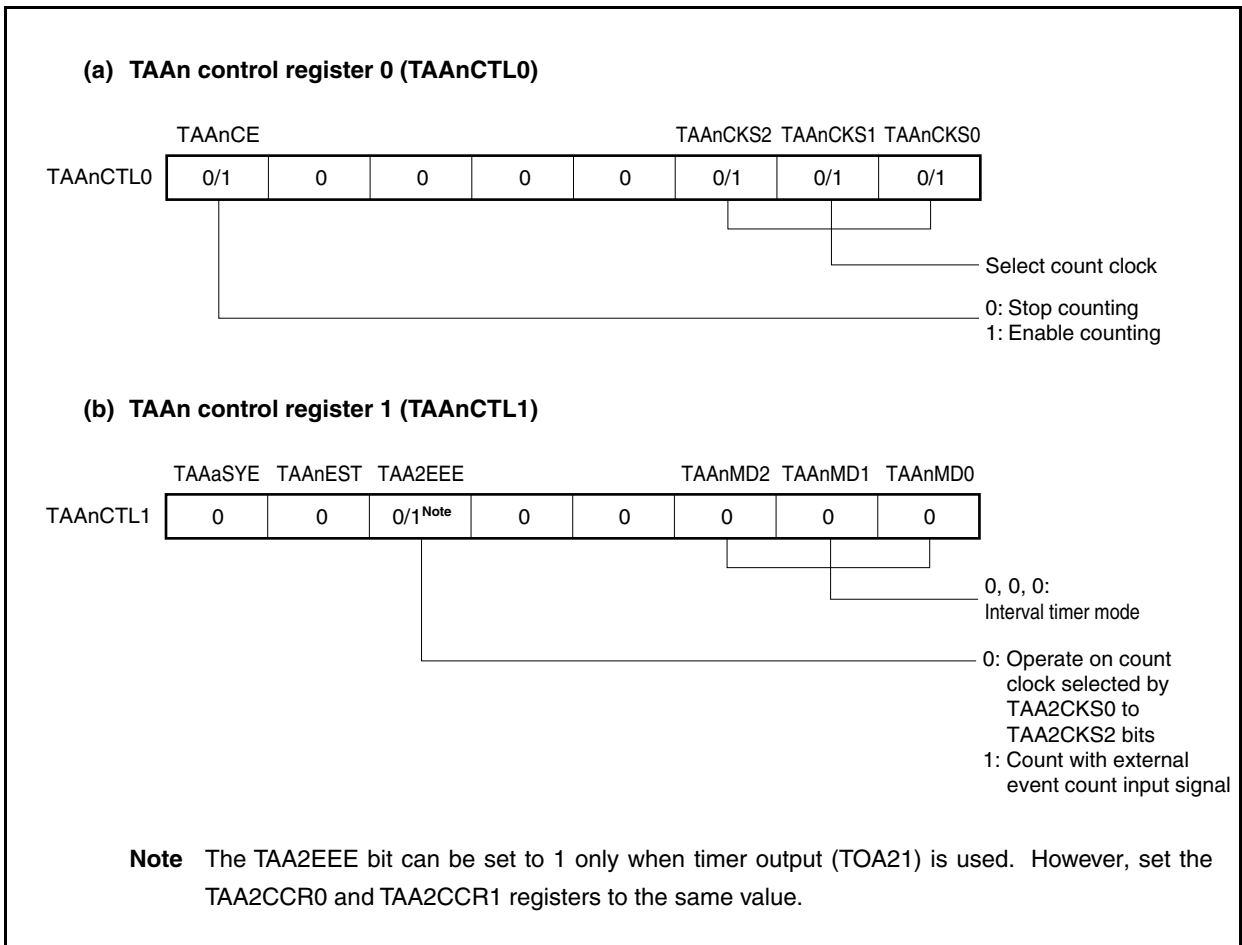 (a) TAAn control register 0 (TAAnCTL0)
TAAnCE TAAnCKS2 TAAnCKS1 TAAnCKS0
TAAnCTL0 0/1 0 0 0 0 0/1 0/1 0/1
Select count clock
0: Stop counting
1: Enable counting
(b) TAAn control register 1 (TAAnCTL1)
TAAaSYE TAAnEST TAA2EEE TAAnMD2 TAAnMD1 TAAnMD0
TAAnCTL1 0 0 0/1Note 0 0 0 0 0
0, 0, 0:
Interval timer mode
0: Operate on count
clock selected by
TAA2CKS0 to
TAA2CKS2 bits
1: Count with external
event count input signal
Note The TAA2EEE bit can be set to 1 only when timer output (TOA21) is used. However, set the
TAA2CCR0 and TAA2CCR1 registers to the same value.